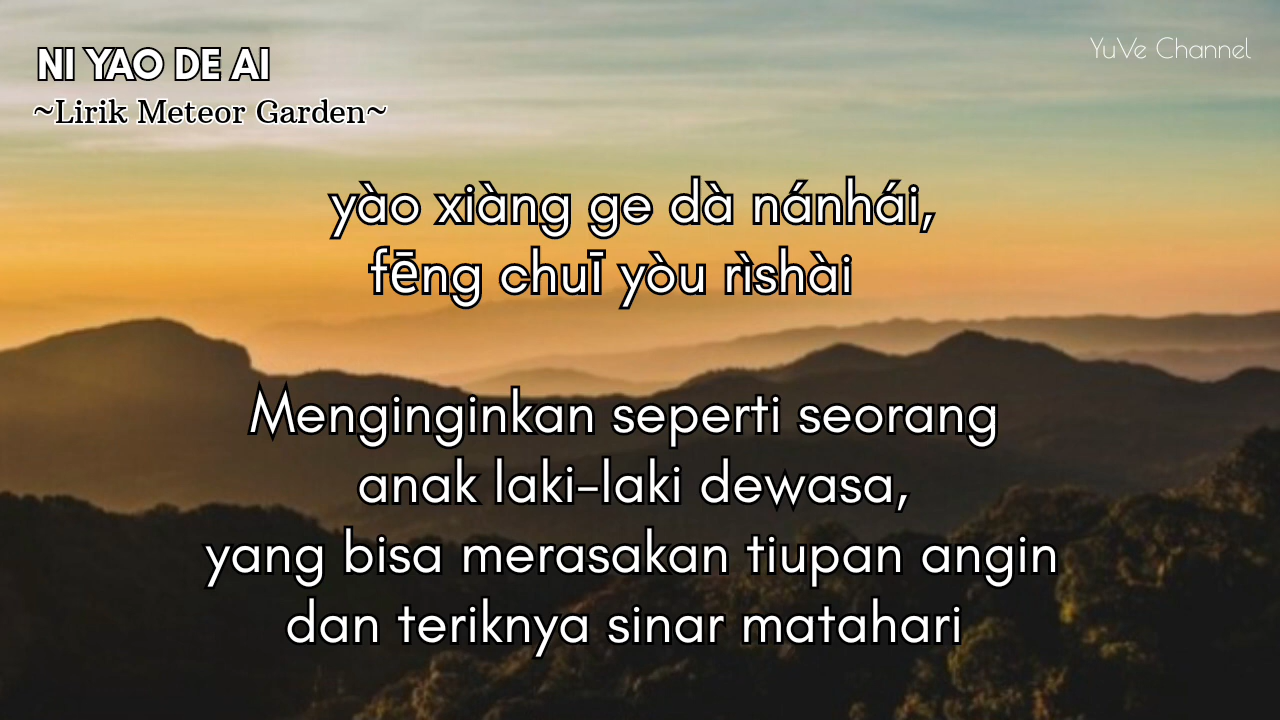 NI YAO DE AI
~Lirik Meteor Garden~
YuVe Channel
yào xiàng ge dà nánhái,
fēng chuī yòu rìshài
Menginginkan seperti seorang
anak laki-laki dewasa,
yang bisa merasakan tiupan angin
dan teriknya sinar matahari